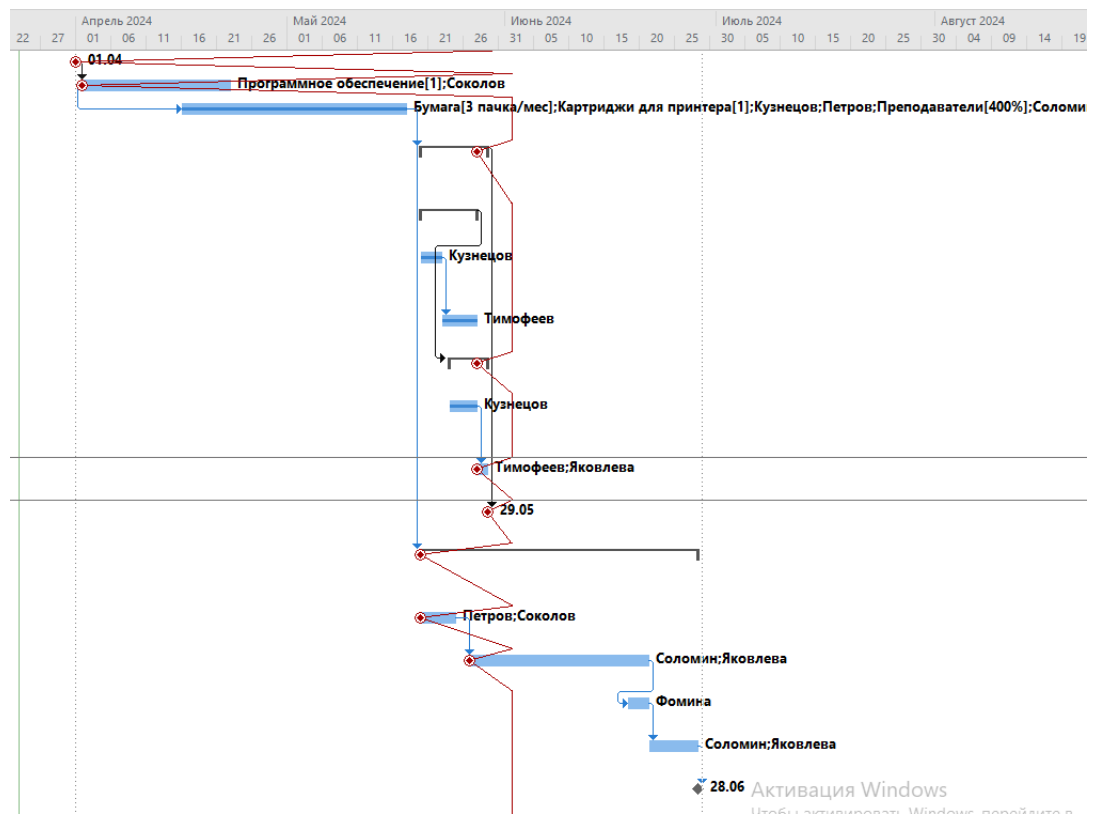 Апрель 2024 Май 2024 Июнь 2024 Июль 2024 Август 2024
22 27 01 06 11 16 21 26 01 06 11 16 21 26 31 05 10 15 20 25 30 05 10 15 20 25 30 04 09 14 19
01.04
Программное обеспечение[1];Соколов
Бумага[3 пачка/мес];Картриджи для принтера[1];Кузнецов;Петров;Преподаватели[400%];Соломи
Кузнецов
Тимофеев
Кузнецов
Тимофеев;Яковлева
29.05
Петров;Соколов
Соломин;Яковлева
Фомина
Соломин;Яковлева
28.06
Активация Windows
Чтобы активировать Windows, перейдите в